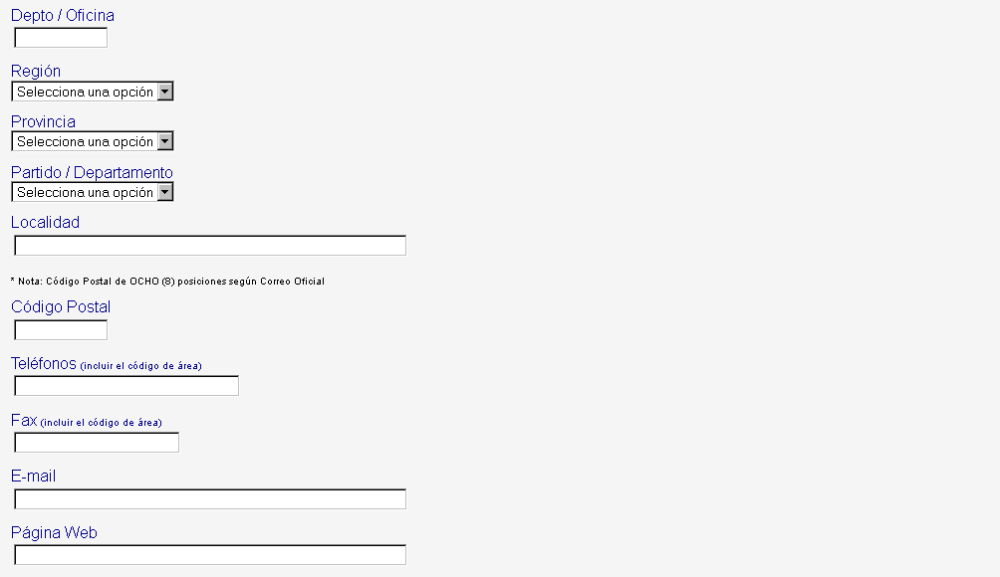 Depto / Oficina
Región
Selecciona una opción
Provincia
Selecciona una opción
Partido / Departamento
Selecciona una opción
Localidad
* Nota: Código Postal de OCHO (8) posiciones según Correo Oficial
Código Postal
Teléfonos (incluir el código de área)
Fax (incluir el código de área)
E-mail
Página Web